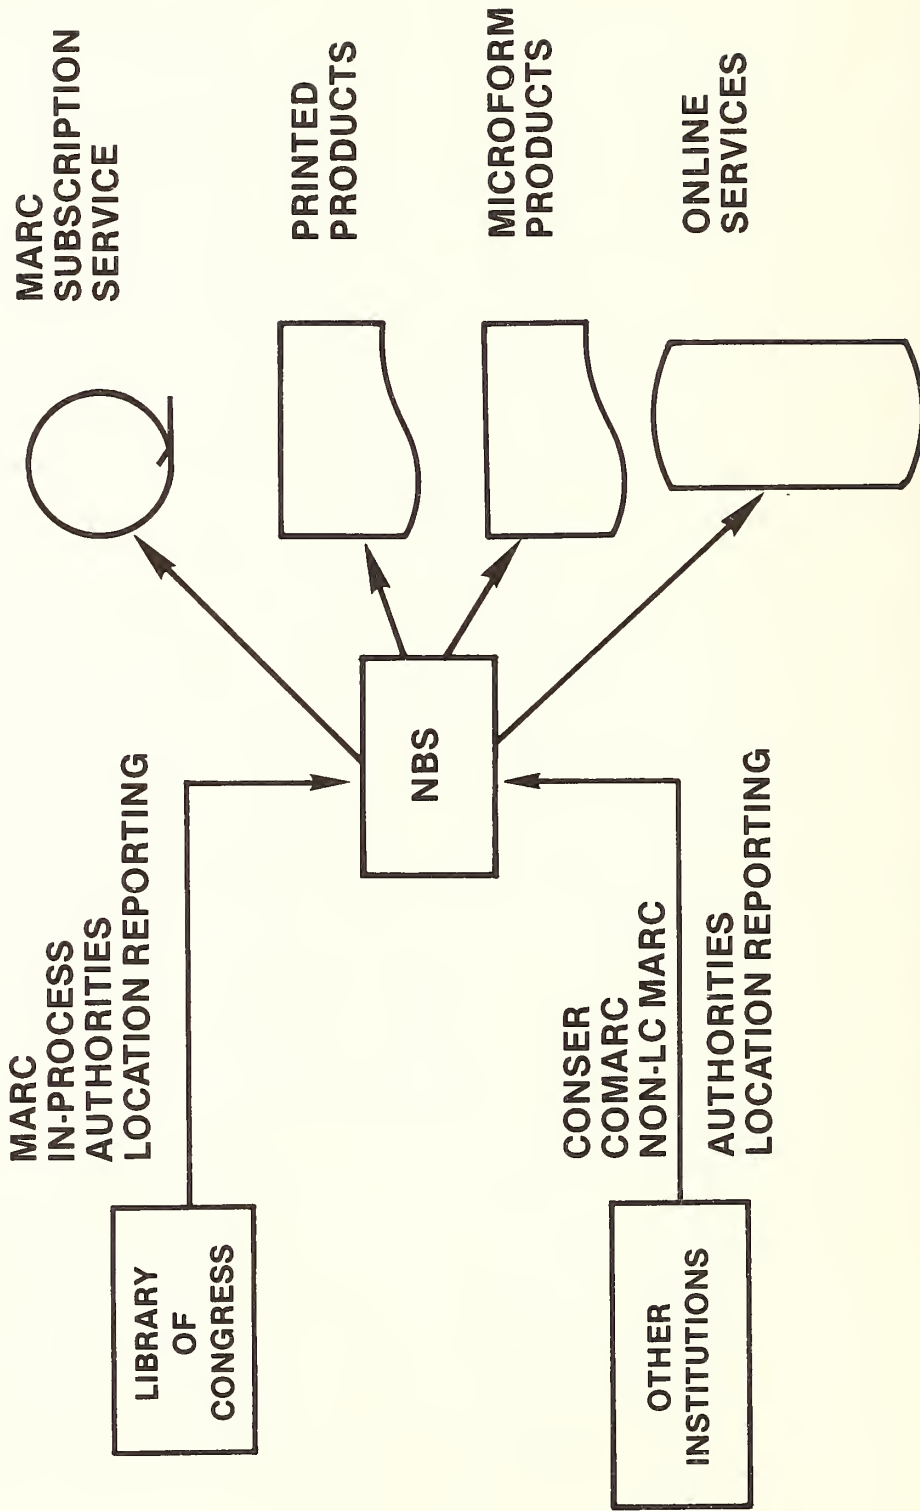 LIBRARY
OF
CONGRESS
MARC
IN-PROCESS
AUTHORITIES
LOCATION REPORTING
OTHER
INSTITUTIONS
CONSER
COMARC
NON-LC MARC
AUTHORITIES
LOCATION REPORTING
NBS
MARC
SUBSCRIPTION
SERVICE
PRINTED
PRODUCTS
MICROFORM
PRODUCTS
ONLINE
SERVICES